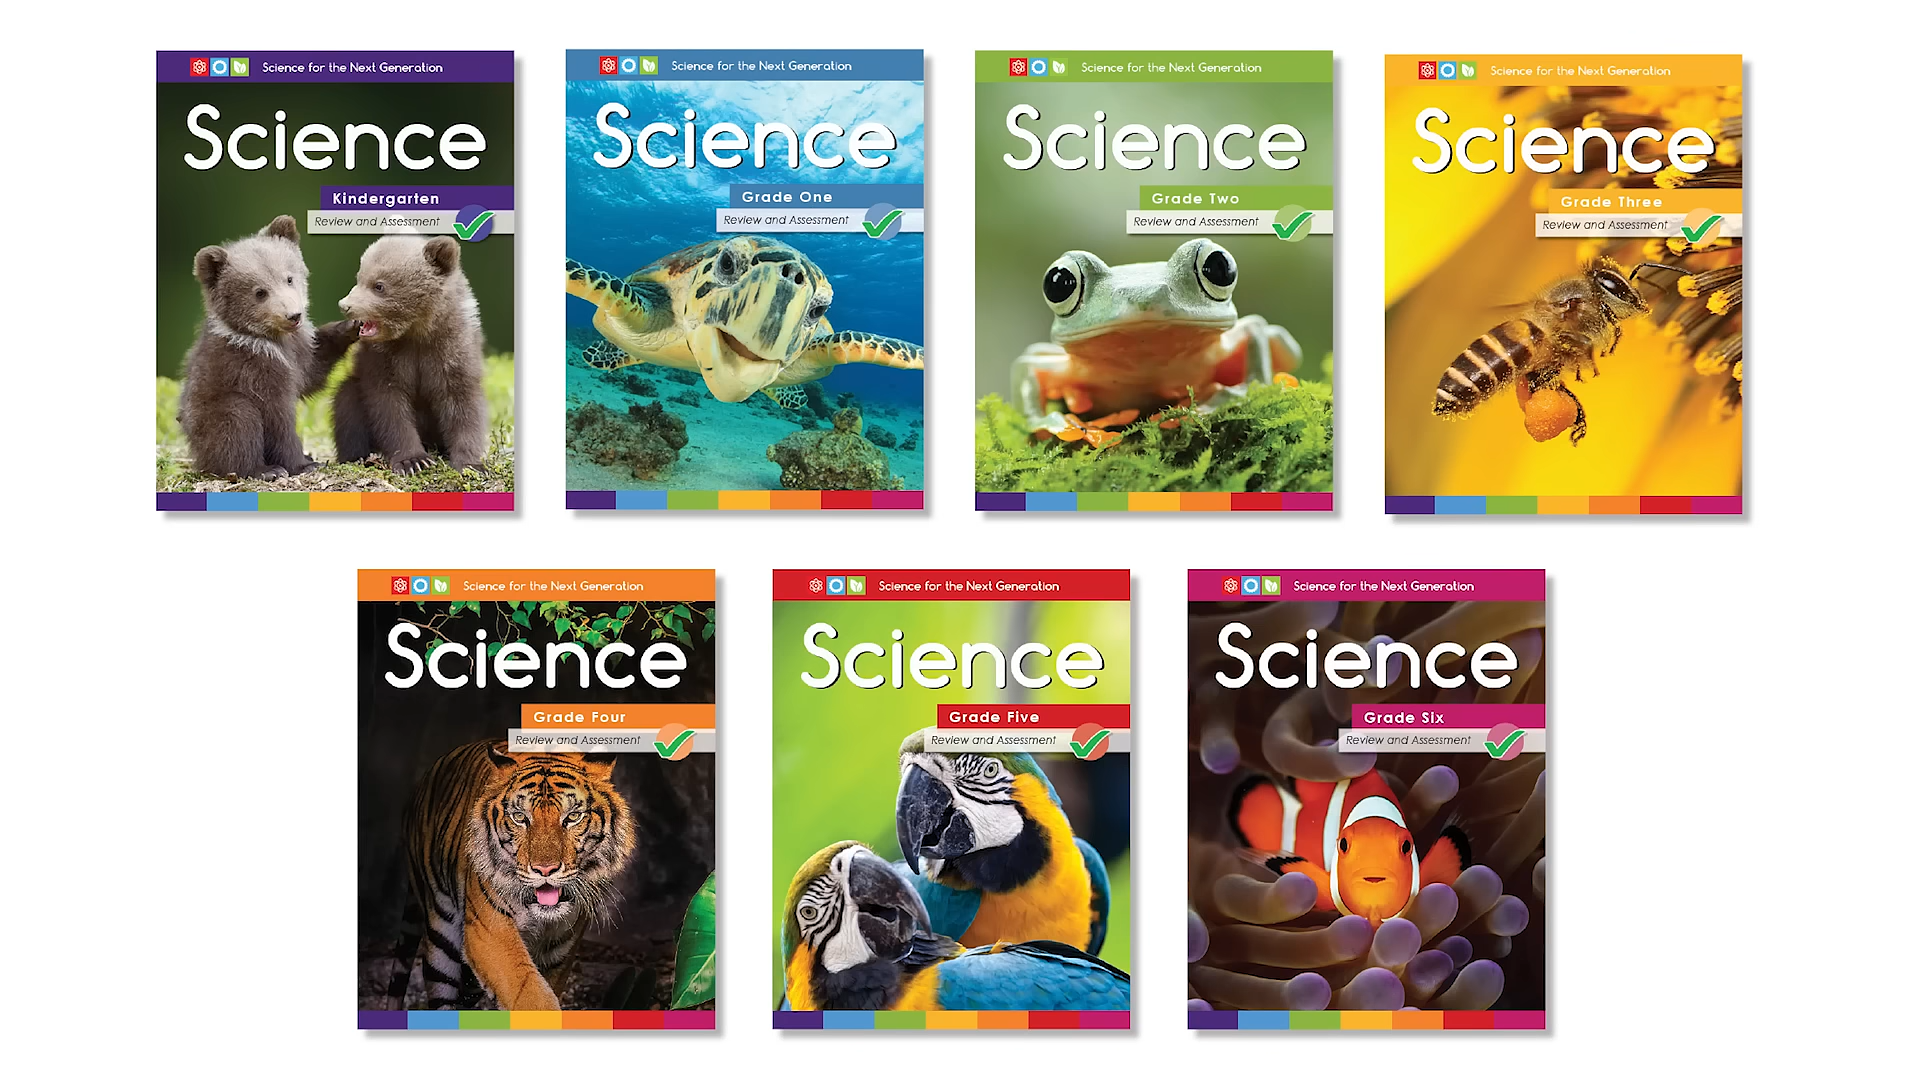 Science for the Next Generation
Science
Kindergarten
Review and Assessment
Science for the Next Generation
Science
Grade One
Review and Assessment
Science for the Next Generation
Science
Grade Two
Review and Assessment
Science for the Next Generation
Science
Grade Three
Review and Assessment
Science for the Next Generation
Science
Grade Four
Review and Assessment
Science for the Next Generation
Science
Grade Five
Review and Assessment
Science for the Next Generation
Science
Grade Six
Review and Assessment